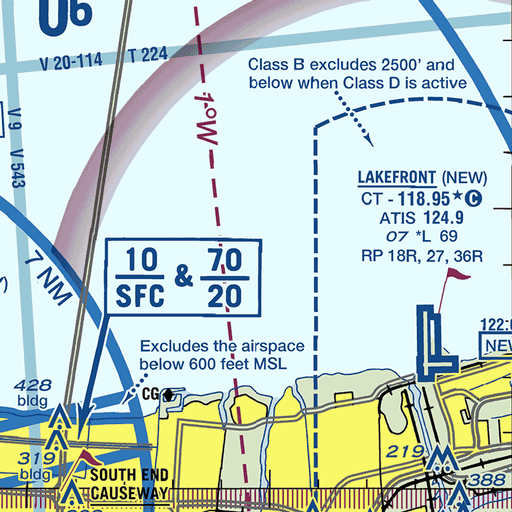 06
V 20-114 T 224
Class B excludes 2500' and
below when Class D is active
1°W
V 9
V 543
LAKEFRONT (NEW)
CT - 118.95* C
ATIS 124.9
07 *L 69
RP 18R, 27, 36R
7 NM
10
SFC
&
70
20
122.
NEW
Excludes the airspace
below 600 feet MSL
428
bldg
CG
319
bldg
SOUTH END
CAUSEWAY
219
388